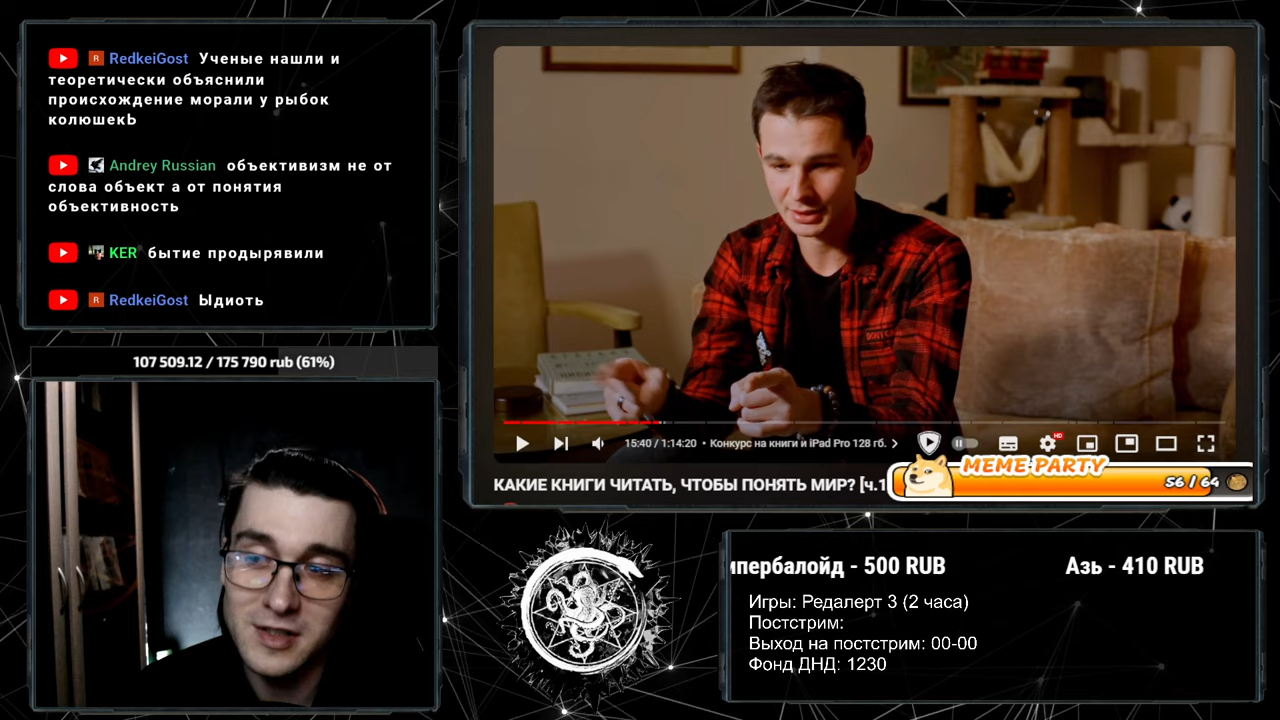 RedkeiGost Ученые нашли и
теоретически объяснили
происхождение морали у рыбок
колюшекЬ
Andrey Russian объективизм не от
слова объект а от понятия
объективность
KER бытие продырявили
RedkeiGost Ыдиоть
107 509.12 / 175 790 rub (61%)
15:40 / 1:14:20 • Конкурс на книги и iPad Pro 128 гб.
HD
MEME PARTY
56 / 64
КАКИЕ КНИГИ ЧИТАТЬ, ЧТОБЫ ПОНЯТЬ МИР? [ч.1
ипербалойд - 500 RUB
Азь - 410 RUB
Игры: Редалерт 3 (2 часа)
Постстрим:
Выход на постстрим: 00-00
Фонд ДНД: 1230